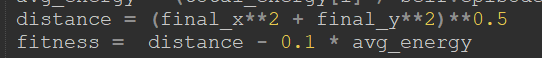 distance = (final_x**2 + final_y**2)**0.5
fitness =  distance - 0.1 * avg_energy